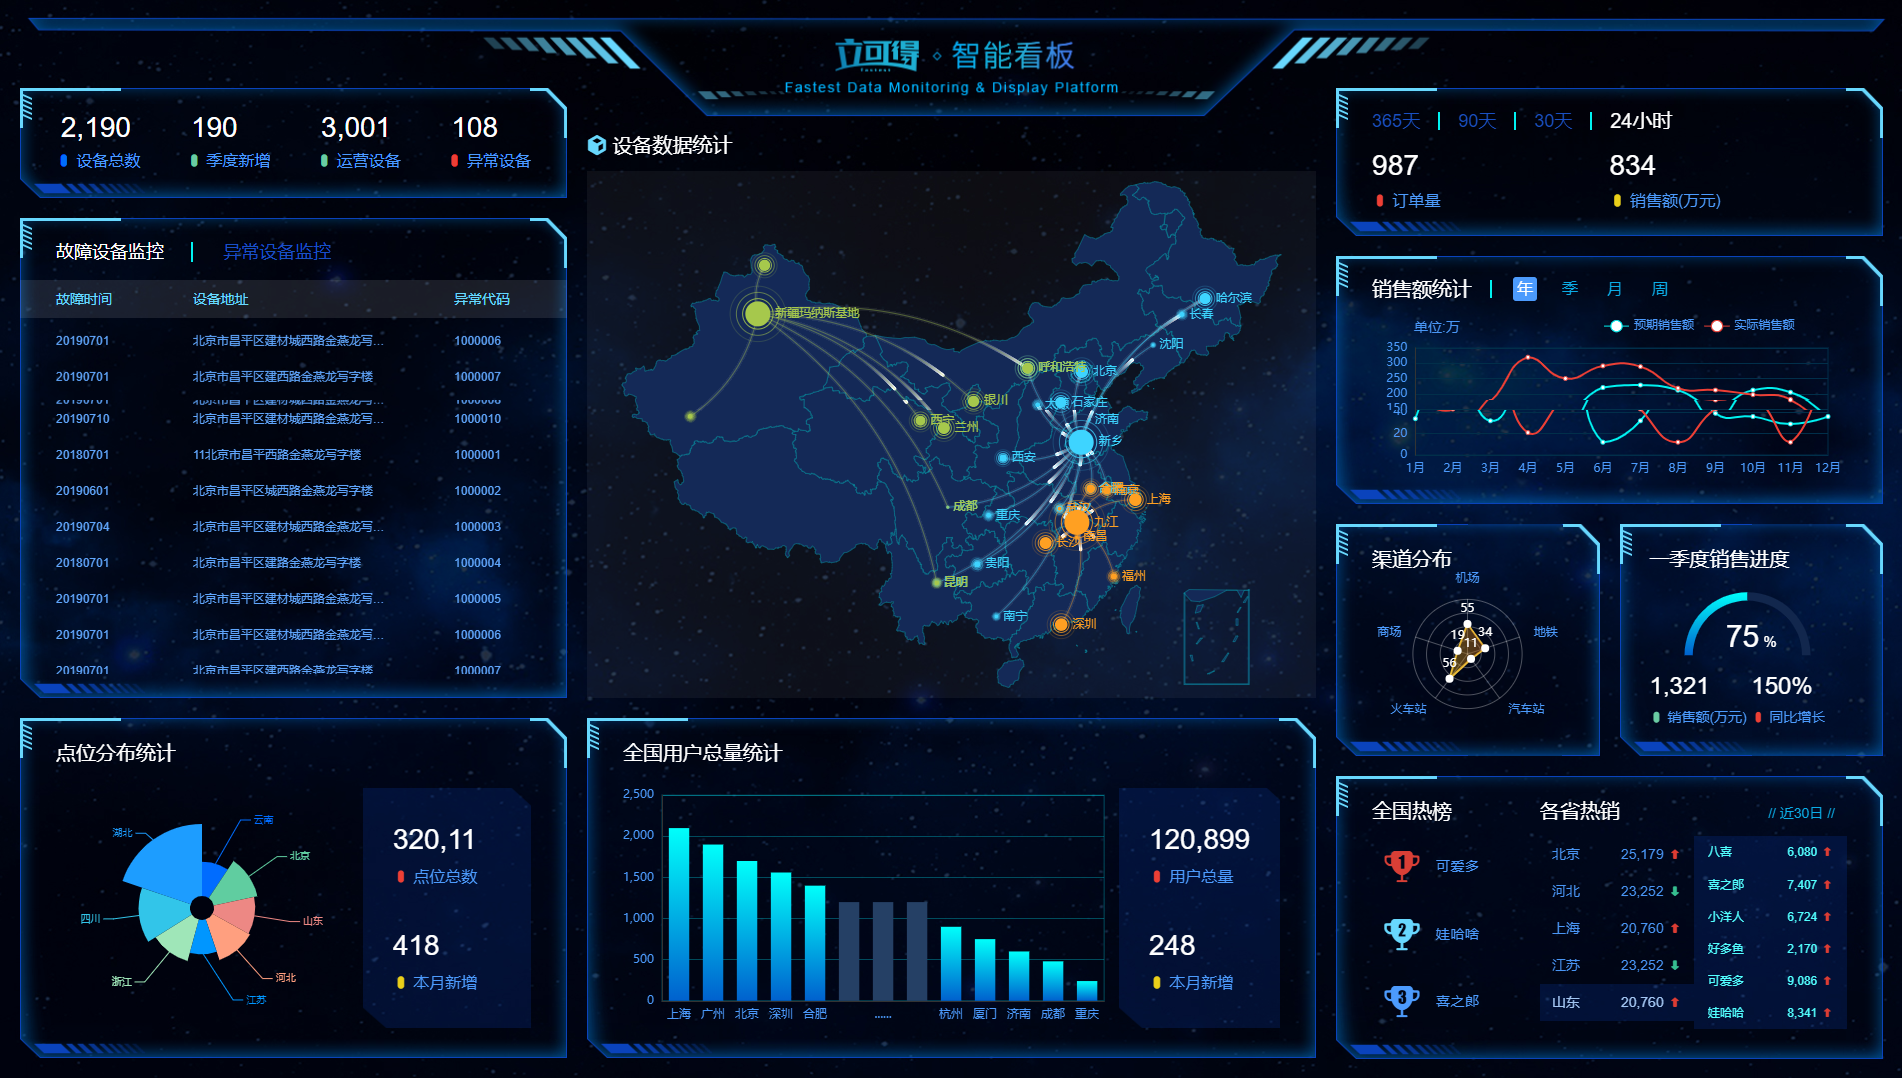 立可得 ◇ 智能看板
Fastest Data Monitoring & Display Platform
2,190 190 3,001 108
设备总数 季度新增 运营设备 异常设备
故障设备监控 异常设备监控
故障时间 设备地址 异常代码
20190701 北京市昌平区建材城西路金燕龙写... 1000006
20190701 北京市昌平区建西路金燕龙写字楼 1000007
20190701 北京市昌平区建材城西路金燕龙写... 1000008
20190710 北京市昌平区建材城西路金燕龙写... 1000010
20180701 11北京市昌平西路金燕龙写字楼 1000001
20190601 北京市昌平区城西路金燕龙写字楼 1000002
20190704 北京市昌平区建材城西路金燕龙写... 1000003
20180701 北京市昌平区建路金燕龙写字楼 1000004
20190701 北京市昌平区建材城西路金燕龙写... 1000005
20190701 北京市昌平区建材城西路金燕龙写... 1000006
20190701 北京市昌平区建西路金燕龙写字楼 1000007
点位分布统计
云南
湖北
北京
四川
山东
河北
浙江
江苏
320,11
点位总数
418
本月新增
设备数据统计
哈尔滨
新疆玛纳斯基地
长春
沈阳
呼和浩特
北京
银川
石家庄
西宁
济南
兰州
新乡
西安
上海
成都
重庆
九江
南昌
长沙
贵阳
福州
昆明
南宁
深圳
全国用户总量统计
2,500
2,000
1,500
1,000
500
0
上海 广州 北京 深圳 合肥 ...... 杭州 厦门 济南 成都 重庆
120,899
用户总量
248
本月新增
365天 90天 30天 24小时
987 834
订单量 销售额(万元)
销售额统计 年 季 月 周
单位:万 预期销售额 实际销售额
350
300
250
200
150
20
0
1月 2月 3月 4月 5月 6月 7月 8月 9月 10月 11月 12月
渠道分布
机场
55
商场 19 34 地铁
11
56
火车站 汽车站
一季度销售进度
75 %
1,321 150%
销售额(万元) 同比增长
全国热榜
1 可爱多
2 娃哈啥
3 喜之郎
各省热销 // 近30日 //
北京 25,179
河北 23,252
上海 20,760
江苏 23,252
山东 20,760
八喜 6,080
喜之郎 7,407
小洋人 6,724
好多鱼 2,170
可爱多 9,086
娃哈哈 8,341